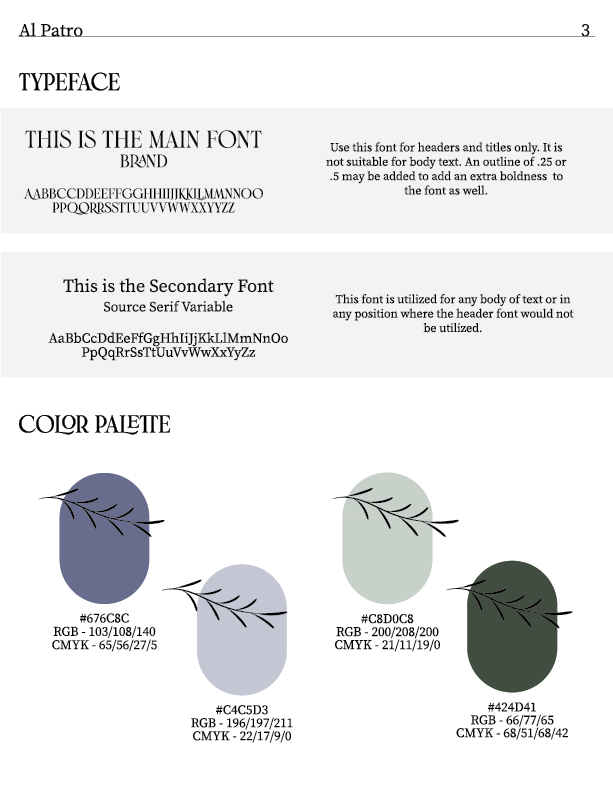 Al Patro
3
TYPEFACE
THIS IS THE MAIN FONT
BRAND
AABBCCDDEEFFGGHHIIJJKKLLMMNNOO
PPQQRRSSTTUUVVWWXXYYZZ
Use this font for headers and titles only. It is
not suitable for body text. An outline of .25 or
.5 may be added to add an extra boldness to
the font as well.
This is the Secondary Font
Source Serif Variable
AaBbCcDdEeFfGgHhIiJjKkLlMmNnOo
PpQqRrSsTtUuVvWwXxYyZz
This font is utilized for any body of text or in
any position where the header font would not
be utilized.
COLOR PALETTE
#676C8C
RGB - 103/108/140
CMYK - 65/56/27/5
#C8D0C8
RGB - 200/208/200
CMYK - 21/11/19/0
#C4C5D3
RGB - 196/197/211
CMYK - 22/17/9/0
#424D41
RGB - 66/77/65
CMYK - 68/51/68/42